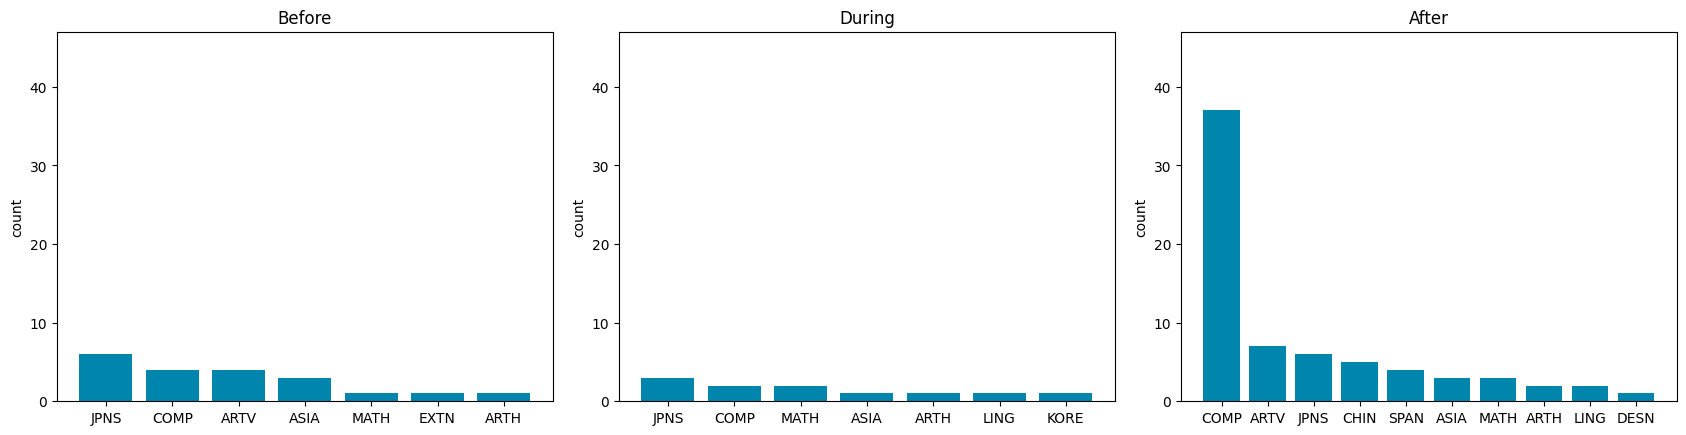 Before
count
40
30
20
10
0
JPNS COMP ARTV ASIA MATH EXTN ARTH
During
count
40
30
20
10
0
JPNS COMP MATH ASIA ARTH LING KORE
After
count
40
30
20
10
0
COMP ARTV JPNS CHIN SPAN ASIA MATH ARTH LING DESN